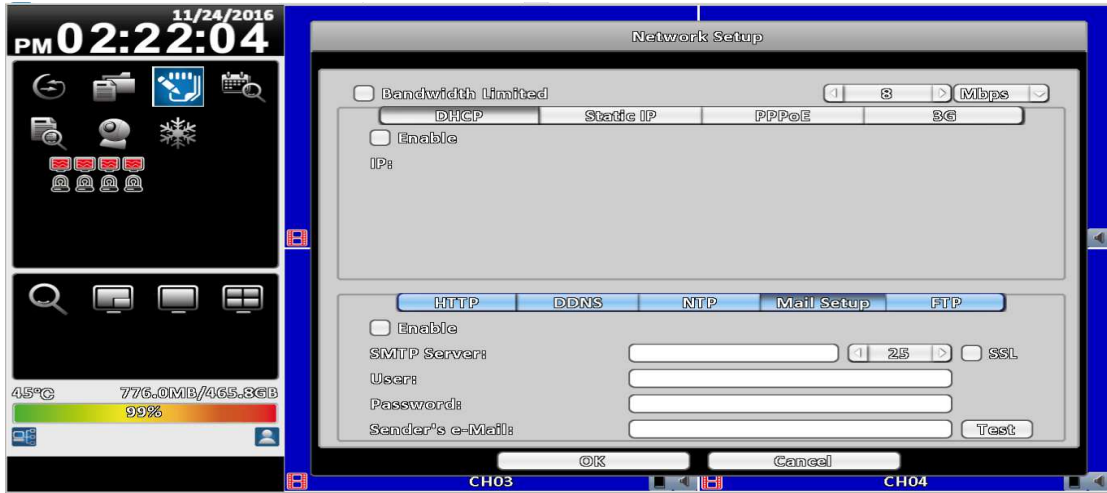 11/24/2016
PM 02:22:04
45°C 776.0MB/465.8GB
99%
Network Setup
Bandwidth Limited 8 Mbps
DHCP Static IP PPPoE 3G
Enable
IP:
HTTP DDNS NTP Mail Setup FTP
Enable
SMTP Server: 25 SSL
User:
Password:
Sender's e-Mail: Test
OK Cancel
CH03 CH04